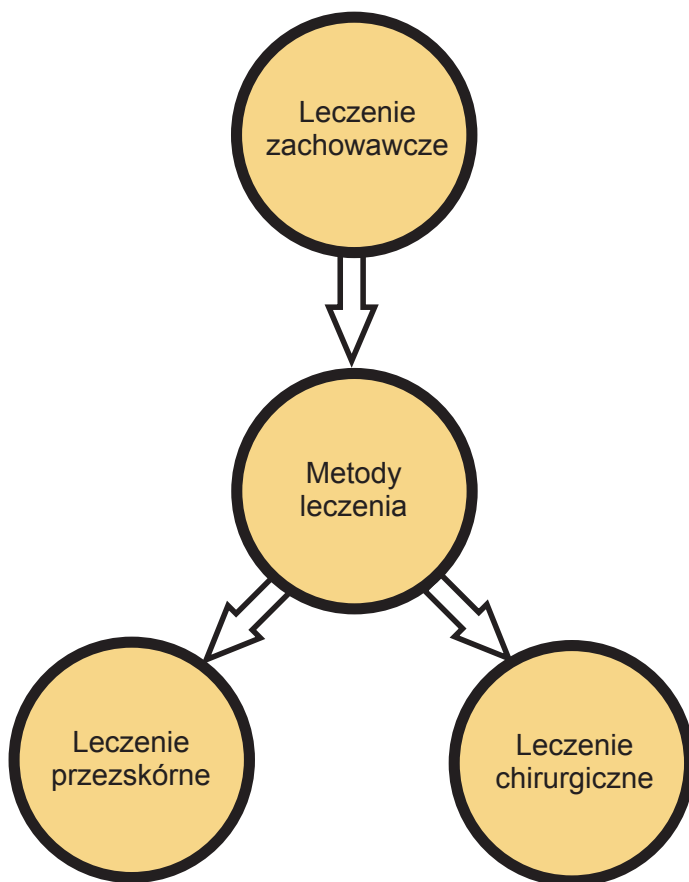 Leczenie
zachowawcze
Metody
leczenia
Leczenie
przezskórne
Leczenie
chirurgiczne